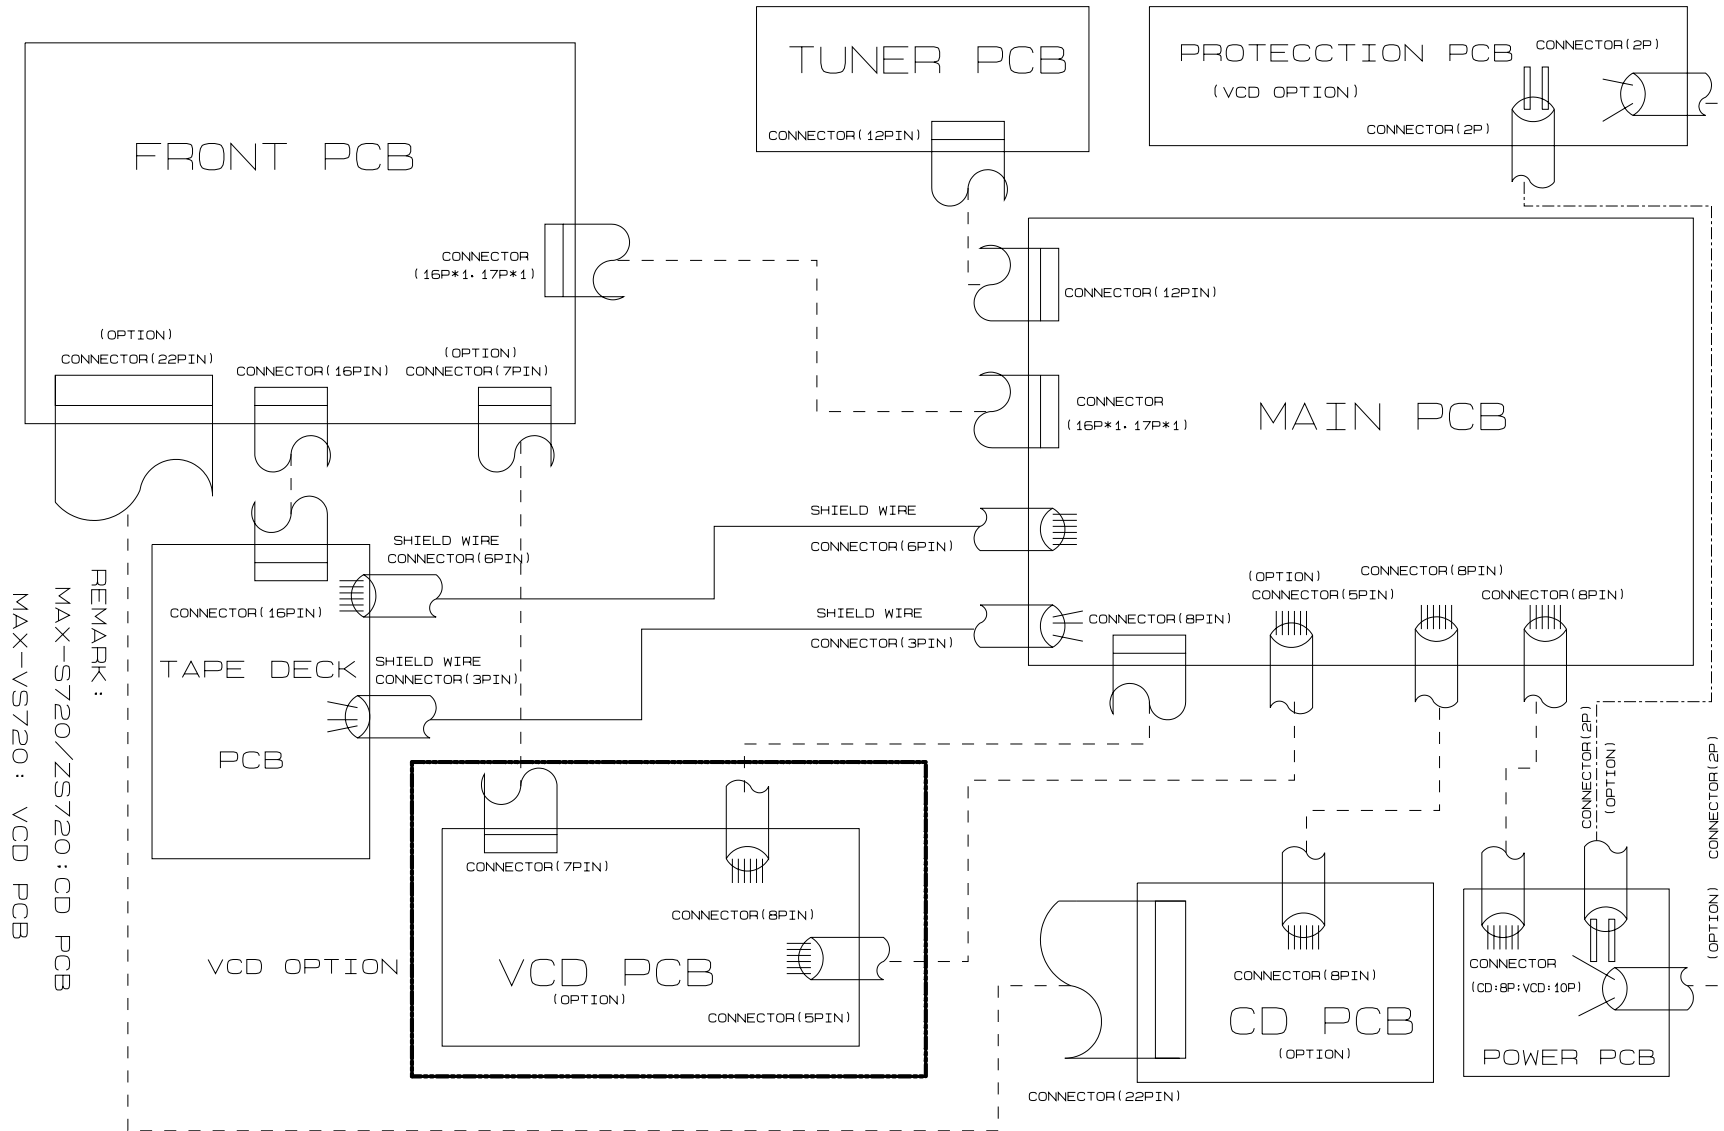 FRONT PCB
CONNECTOR
(16P*1.17P*1)
(OPTION)
CONNECTOR(22PIN)
CONNECTOR(16PIN)
(OPTION)
CONNECTOR(7PIN)
TUNER PCB
CONNECTOR(12PIN)
PROTECCTION PCB
CONNECTOR(2P)
(VCD OPTION)
CONNECTOR(2P)
CONNECTOR(12PIN)
CONNECTOR
(16P*1.17P*1)
MAIN PCB
SHIELD WIRE
CONNECTOR(6PIN)
SHIELD WIRE
CONNECTOR(3PIN)
CONNECTOR(8PIN)
(OPTION)
CONNECTOR(5PIN)
CONNECTOR(8PIN)
CONNECTOR(8PIN)
SHIELD WIRE
CONNECTOR(6PIN)
CONNECTOR(16PIN)
TAPE DECK
PCB
SHIELD WIRE
CONNECTOR(3PIN)
REMARK:
MAX-S720/ZS720:CD PCB
MAX-VS720: VCD PCB
VCD OPTION
CONNECTOR(7PIN)
CONNECTOR(8PIN)
VCD PCB
(OPTION)
CONNECTOR(5PIN)
CONNECTOR(8PIN)
CD PCB
(OPTION)
CONNECTOR(22PIN)
CONNECTOR(2P)
(OPTION)
CONNECTOR
(CD:8P;VCD:10P)
POWER PCB
(OPTION) CONNECTOR(2P)